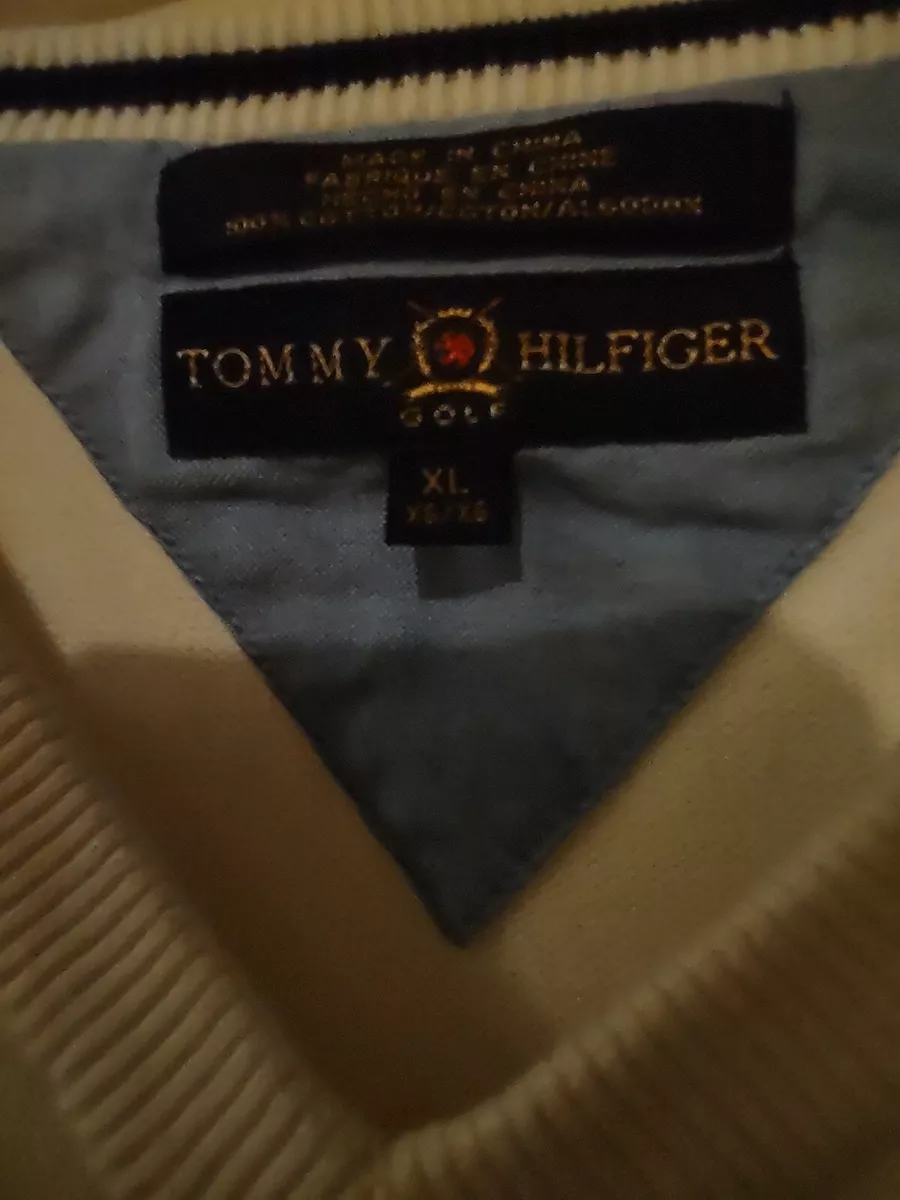 MADE IN CHINA
FABRIQUE EN CHINE
HECHO EN CHINA
100% COTTON/COTON/ALGODON
TOMMY HILFIGER
GOLF
XL